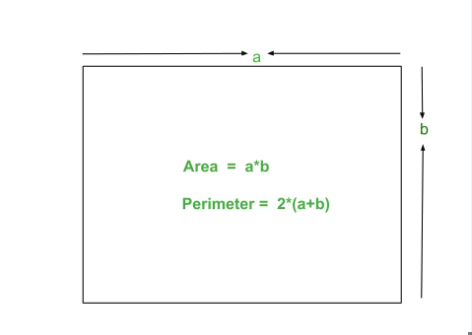 a
b
Area = a*b
Perimeter = 2*(a+b)